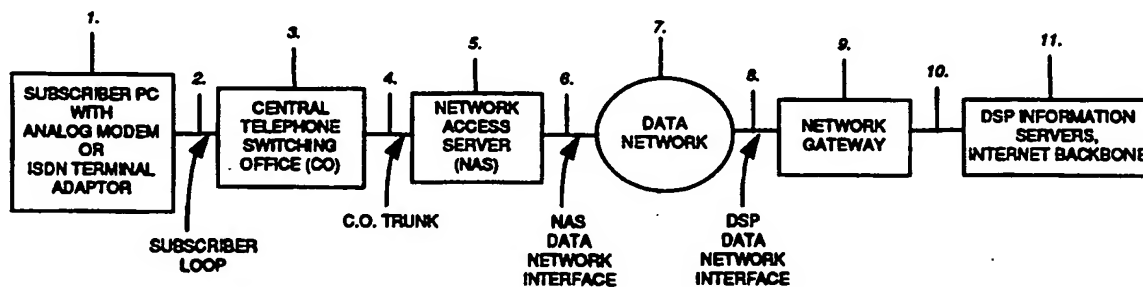 1.
2.
3.
4.
5.
6.
7.
8.
9.
10.
11.
SUBSCRIBER PC
WITH
ANALOG MODEM
OR
ISDN TERMINAL
ADAPTOR
CENTRAL
TELEPHONE
SWITCHING
OFFICE (CO)
NETWORK
ACCESS
SERVER
(NAS)
DATA
NETWORK
NETWORK
GATEWAY
DSP INFORMATION
SERVERS,
INTERNET BACKBONE
SUBSCRIBER
LOOP
C.O. TRUNK
NAS
DATA
NETWORK
INTERFACE
DSP
DATA
NETWORK
INTERFACE